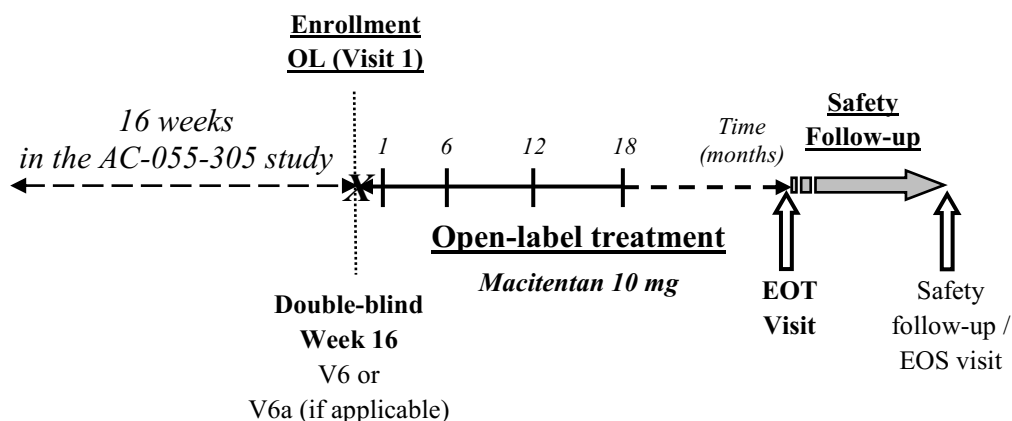 Enrollment
OL (Visit 1)
16 weeks
in the AC-055-305 study
X
1
6
12
18
Time
(months)
Safety
Follow-up
Open-label treatment
Macitentan 10 mg
Double-blind
Week 16
V6 or
V6a (if applicable)
EOT
Visit
Safety
follow-up /
EOS visit